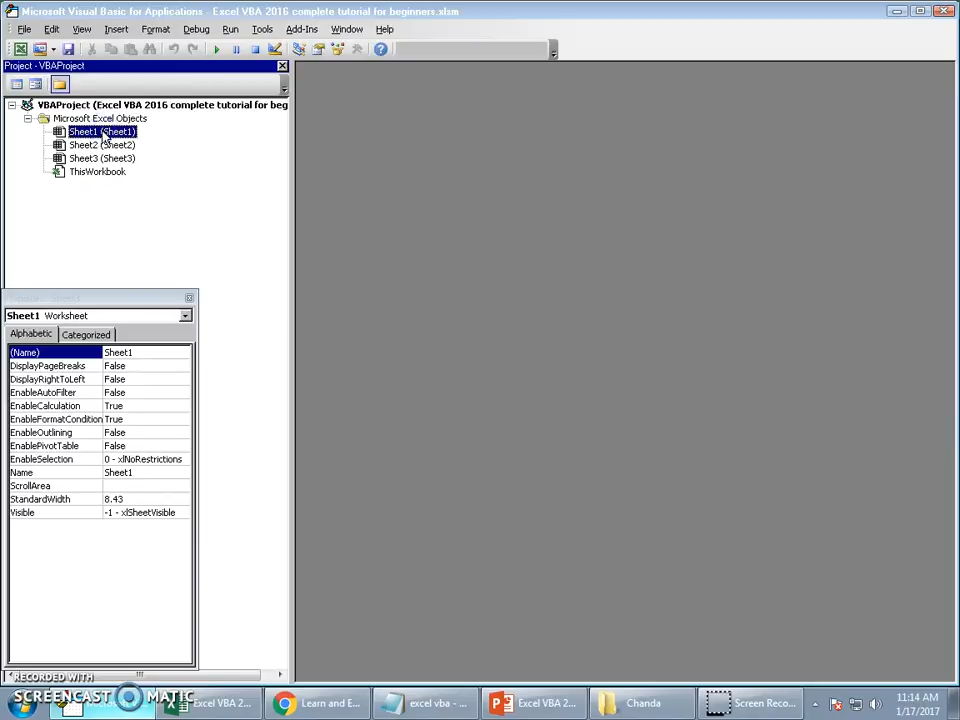 Microsoft Visual Basic for Applications - Excel VBA 2016 complete tutorial for beginners.xlsm
File Edit View Insert Format Debug Run Tools Add-Ins Window Help
Project - VBAProject
VBAProject (Excel VBA 2016 complete tutorial for beg
Microsoft Excel Objects
Sheet1 (Sheet1)
Sheet2 (Sheet2)
Sheet3 (Sheet3)
ThisWorkbook
Sheet1 Worksheet
Alphabetic Categorized
(Name) Sheet1
DisplayPageBreaks False
DisplayRightToLeft False
EnableAutoFilter False
EnableCalculation True
EnableFormatCondition True
EnableOutlining False
EnablePivotTable False
EnableSelection 0 - xlNoRestrictions
Name Sheet1
ScrollArea
StandardWidth 8.43
Visible -1 - xlSheetVisible
RECORDED WITH
SCREENCAST MATIC
Excel VBA 2... Learn and E... excel vba - ... Excel VBA 2... Chanda Screen Reco... 11:14 AM
1/17/2017